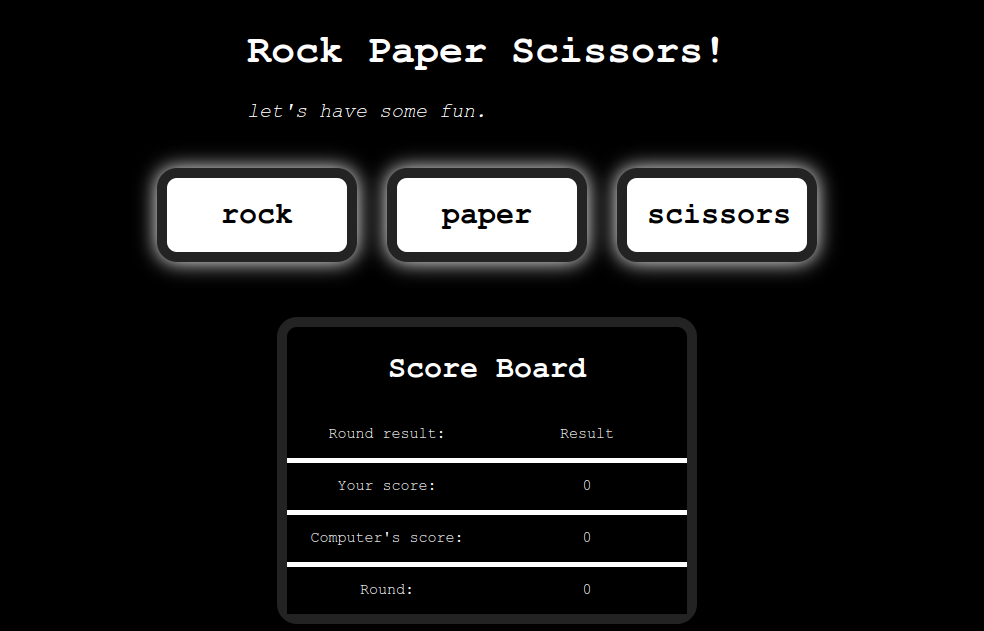 Rock Paper Scissors!
let's have some fun.
rock paper scissors
Score Board
Round result: Result
Your score: 0
Computer's score: 0
Round: 0